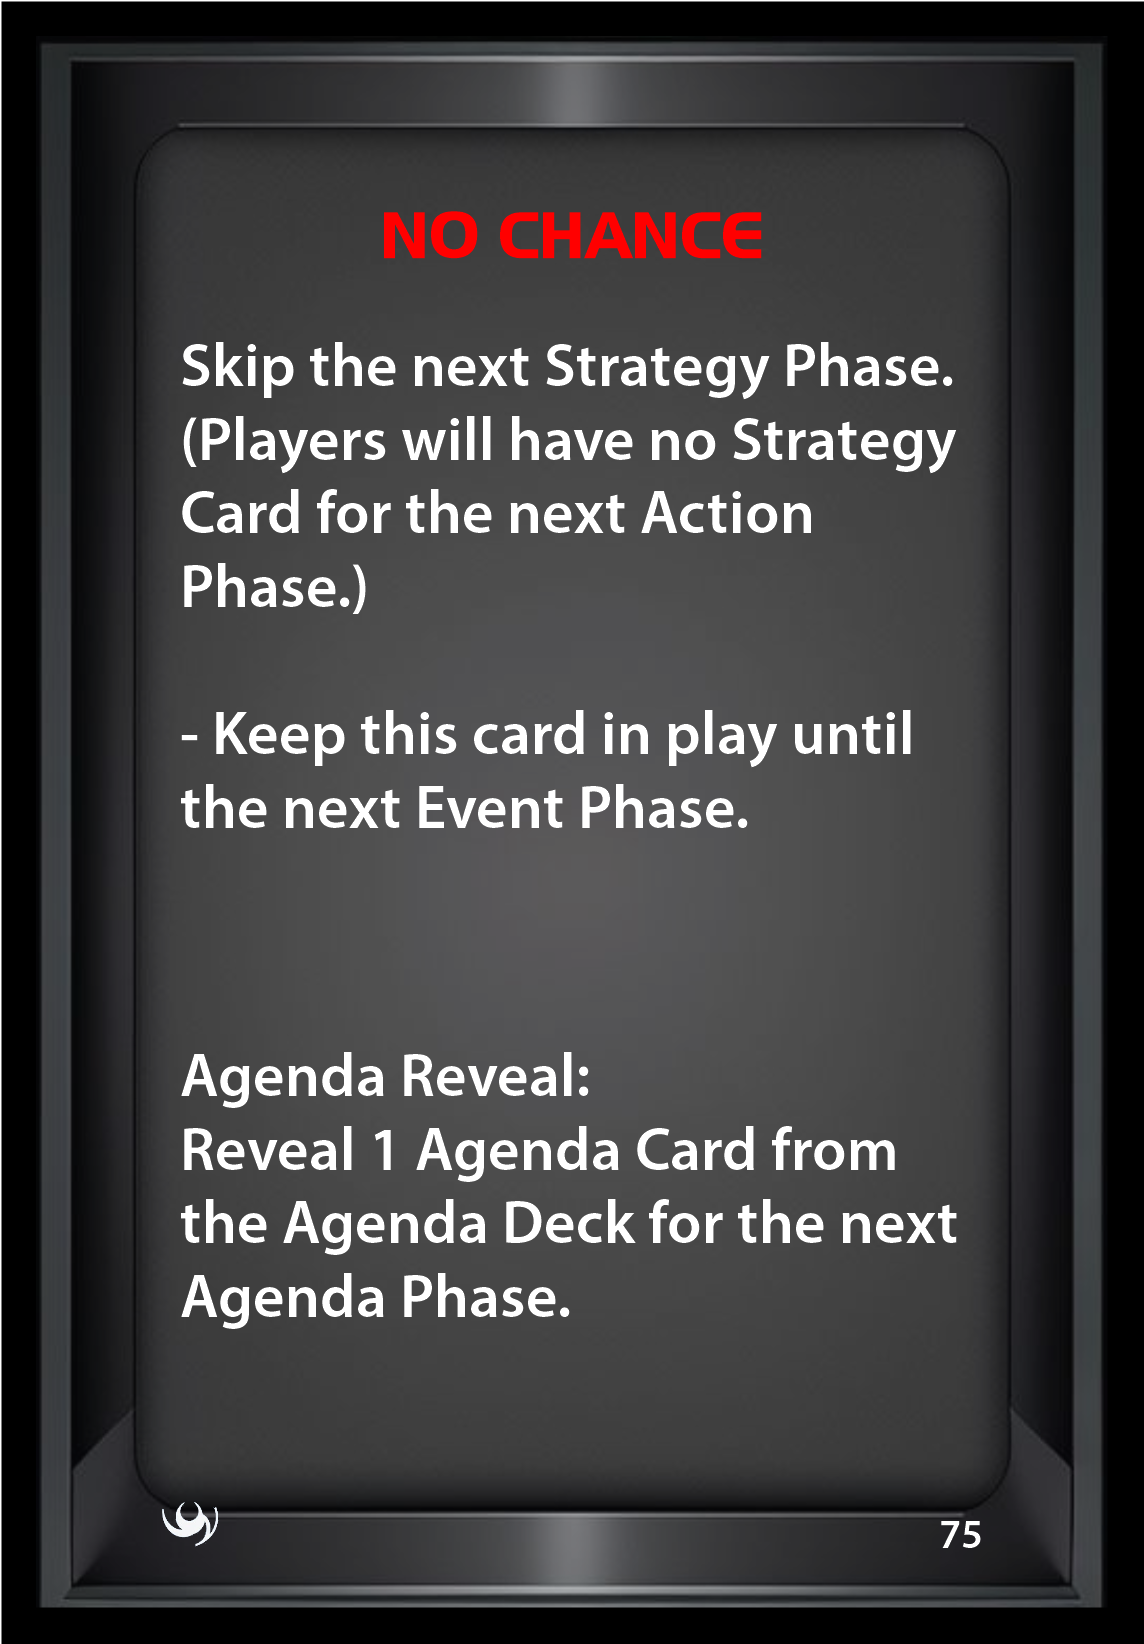 NO CHANCE
Skip the next Strategy Phase.
(Players will have no Strategy
Card for the next Action
Phase.)
- Keep this card in play until
the next Event Phase.
Agenda Reveal:
Reveal 1 Agenda Card from
the Agenda Deck for the next
Agenda Phase.
75